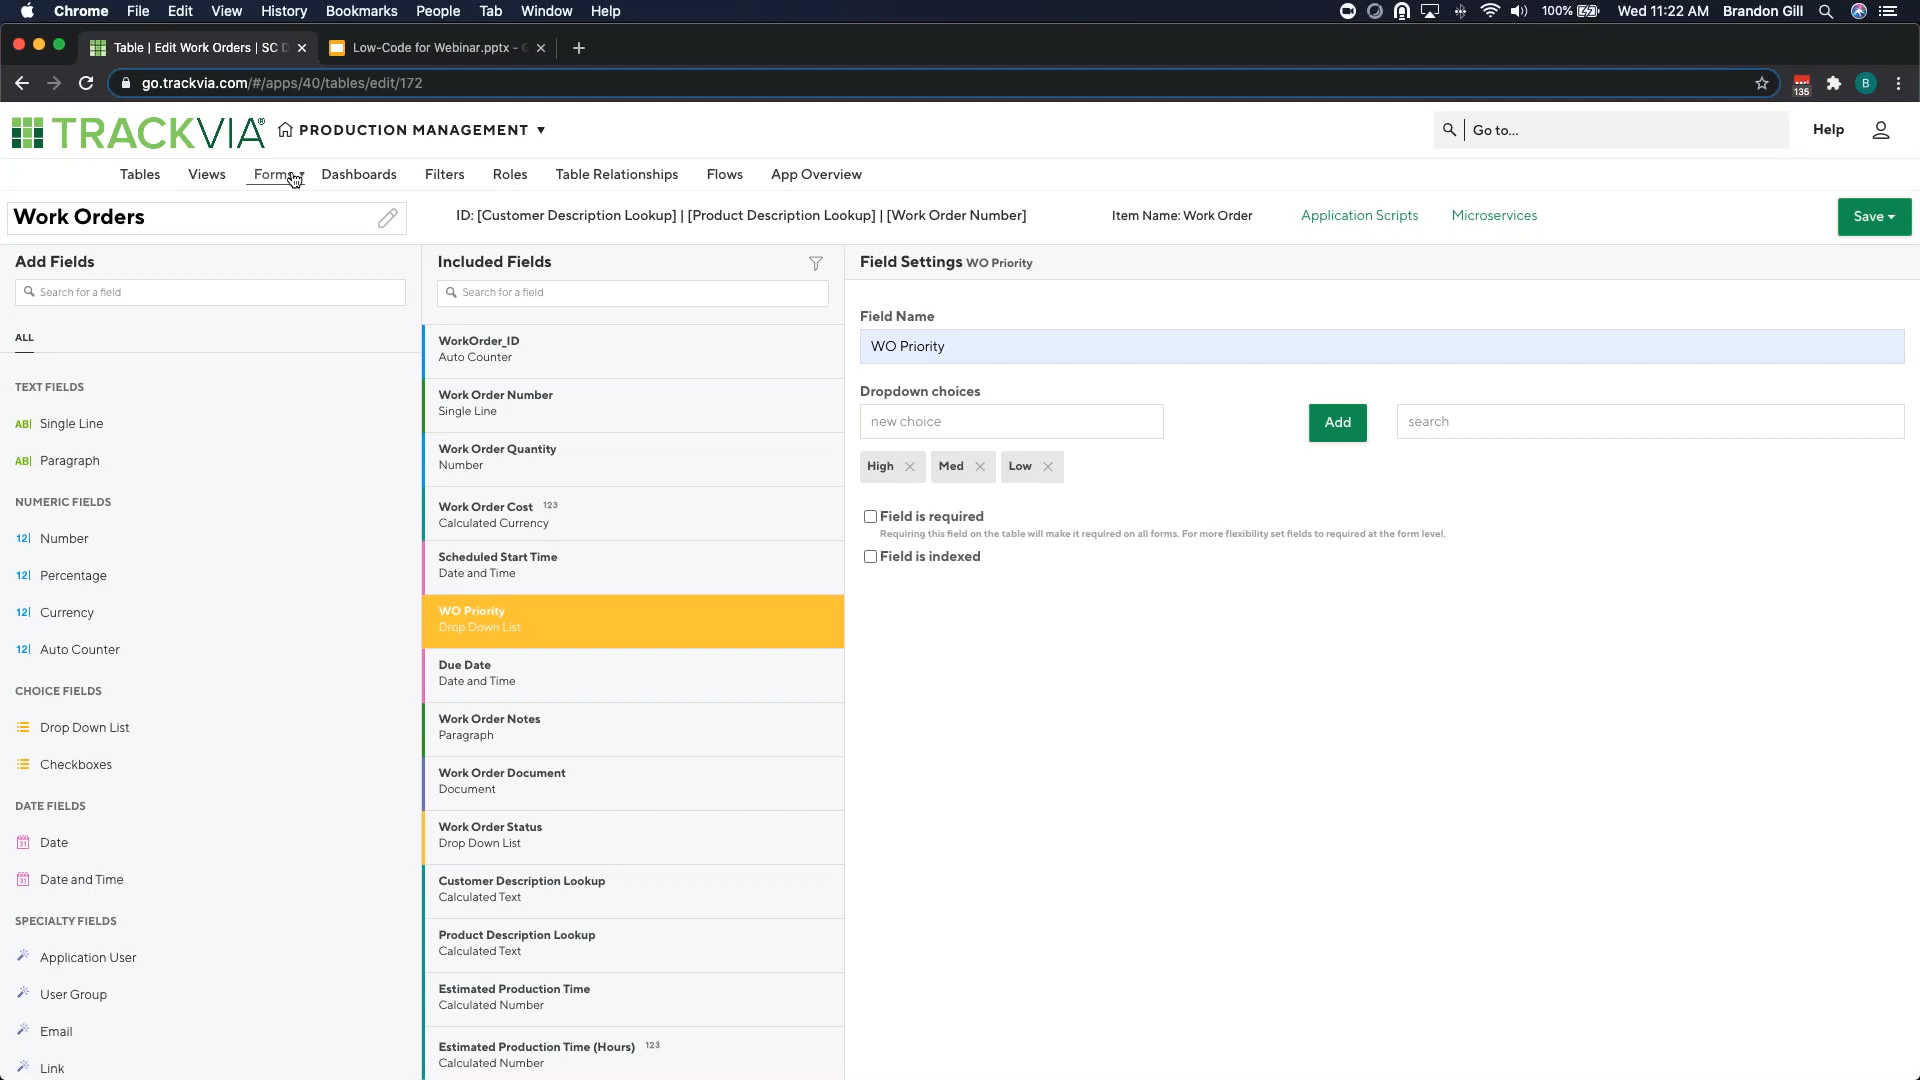 Chrome File Edit View History Bookmarks People Tab Window Help 100% Wed 11:22 AM Brandon Gill
Table | Edit Work Orders | SC D Low-Code for Webinar.pptx - G
go.trackvia.com/#/apps/40/tables/edit/172 135 B
TRACKVIA® PRODUCTION MANAGEMENT Go to... Help
Tables Views Forms Dashboards Filters Roles Table Relationships Flows App Overview
Work Orders ID: [Customer Description Lookup] | [Product Description Lookup] | [Work Order Number] Item Name: Work Order Application Scripts Microservices Save
Add Fields
Search for a field
ALL
TEXT FIELDS
AB| Single Line
AB| Paragraph
NUMERIC FIELDS
12| Number
12| Percentage
12| Currency
12| Auto Counter
CHOICE FIELDS
Drop Down List
Checkboxes
DATE FIELDS
31 Date
31 Date and Time
SPECIALTY FIELDS
Application User
User Group
Email
Link
Included Fields
Search for a field
WorkOrder_ID
Auto Counter
Work Order Number
Single Line
Work Order Quantity
Number
Work Order Cost 123
Calculated Currency
Scheduled Start Time
Date and Time
WO Priority
Drop Down List
Due Date
Date and Time
Work Order Notes
Paragraph
Work Order Document
Document
Work Order Status
Drop Down List
Customer Description Lookup
Calculated Text
Product Description Lookup
Calculated Text
Estimated Production Time
Calculated Number
Estimated Production Time (Hours) 123
Calculated Number
Field Settings WO Priority
Field Name
WO Priority
Dropdown choices
new choice Add search
High Med Low
Field is required
Requiring this field on the table will make it required on all forms. For more flexibility set fields to required at the form level.
Field is indexed